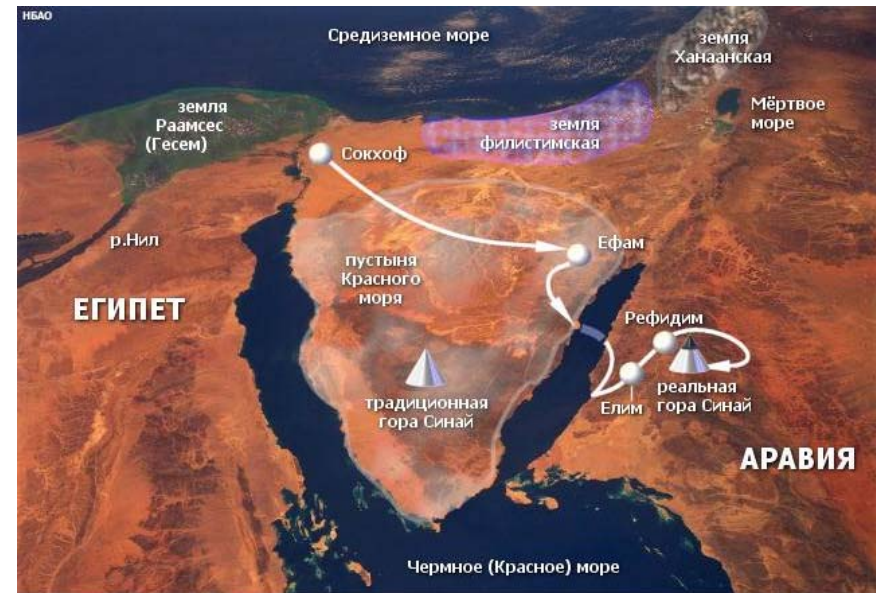 НБАО
Средиземное море
земля
Ханаанская
земля
Раамсес
(Гесем)
Мёртвое
море
земля
филистимская
Сокхоф
р.Нил
Ефам
пустыня
Красного
моря
ЕГИПЕТ
Рефидим
традиционная
гора Синай
Елим
реальная
гора Синай
АРАВИЯ
Чермное (Красное) море